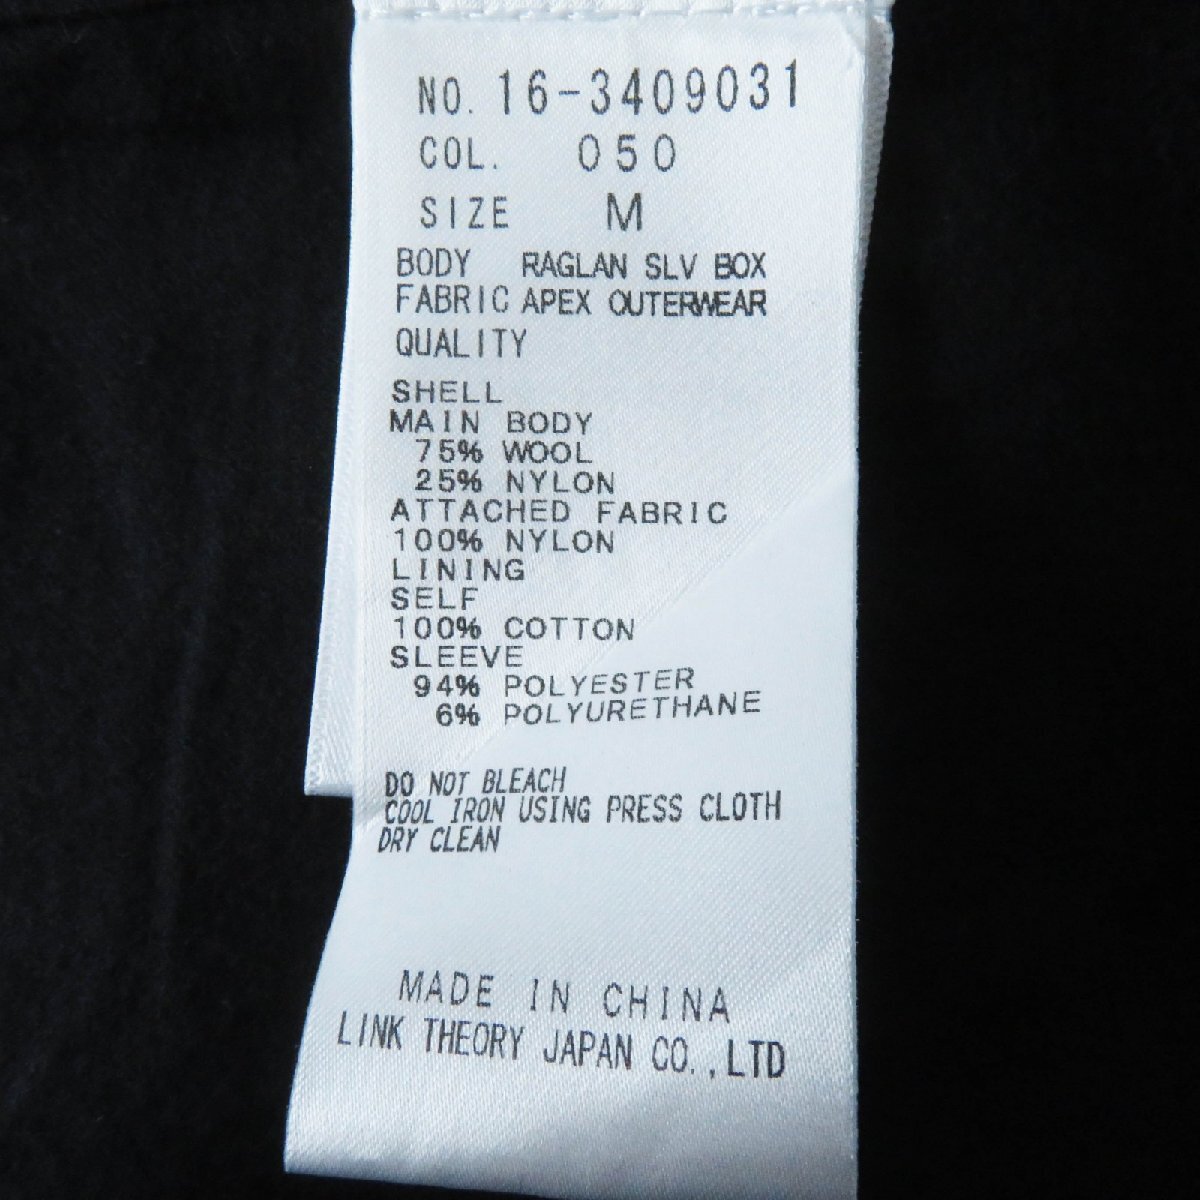 NO. 16-3409031
COL. 050
SIZE M
BODY RAGLAN SLV BOX
FABRIC APEX OUTERWEAR
QUALITY
SHELL
MAIN BODY
75% WOOL
25% NYLON
ATTACHED FABRIC
100% NYLON
LINING
SELF
100% COTTON
SLEEVE
94% POLYESTER
6% POLYURETHANE
DO NOT BLEACH
COOL IRON USING PRESS CLOTH
DRY CLEAN
MADE IN CHINA
LINK THEORY JAPAN CO.,LTD